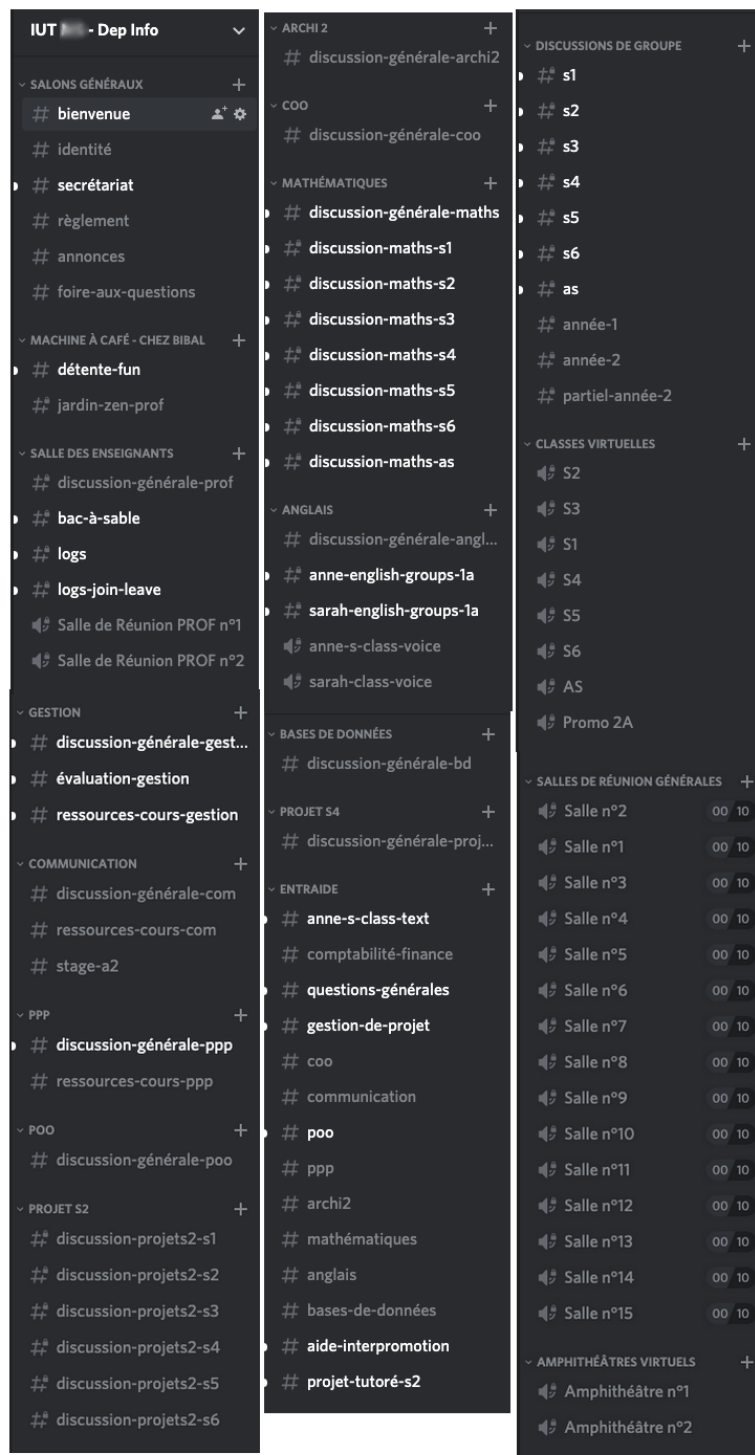 IUT - Dep Info
SALONS GÉNÉRAUX
bienvenue
identité
secrétariat
règlement
annonces
foire-aux-questions
MACHINE À CAFÉ - CHEZ BIBAL
détente-fun
jardin-zen-prof
SALLE DES ENSEIGNANTS
discussion-générale-prof
bac-à-sable
logs
logs-join-leave
Salle de Réunion PROF n°1
Salle de Réunion PROF n°2
GESTION
discussion-générale-gest...
évaluation-gestion
ressources-cours-gestion
COMMUNICATION
discussion-générale-com
ressources-cours-com
stage-a2
PPP
discussion-générale-ppp
ressources-cours-ppp
POO
discussion-générale-poo
PROJET S2
discussion-projets2-s1
discussion-projets2-s2
discussion-projets2-s3
discussion-projets2-s4
discussion-projets2-s5
discussion-projets2-s6
ARCHI 2
discussion-générale-archi2
COO
discussion-générale-coo
MATHÉMATIQUES
discussion-générale-maths
discussion-maths-s1
discussion-maths-s2
discussion-maths-s3
discussion-maths-s4
discussion-maths-s5
discussion-maths-s6
discussion-maths-as
ANGLAIS
discussion-générale-angl...
anne-english-groups-1a
sarah-english-groups-1a
anne-s-class-voice
sarah-class-voice
BASES DE DONNÉES
discussion-générale-bd
PROJET S4
discussion-générale-proj...
ENTRAIDE
anne-s-class-text
comptabilité-finance
questions-générales
gestion-de-projet
coo
communication
poo
ppp
archi2
mathématiques
anglais
bases-de-données
aide-interpromotion
projet-tutoré-s2
DISCUSSIONS DE GROUPE
s1
s2
s3
s4
s5
s6
as
année-1
année-2
partiel-année-2
CLASSES VIRTUELLES
S2
S3
S1
S4
S5
S6
AS
Promo 2A
SALLES DE RÉUNION GÉNÉRALES
Salle n°2 00 10
Salle n°1 00 10
Salle n°3 00 10
Salle n°4 00 10
Salle n°5 00 10
Salle n°6 00 10
Salle n°7 00 10
Salle n°8 00 10
Salle n°9 00 10
Salle n°10 00 10
Salle n°11 00 10
Salle n°12 00 10
Salle n°13 00 10
Salle n°14 00 10
Salle n°15 00 10
AMPHITHÉÂTRES VIRTUELS
Amphithéâtre n°1
Amphithéâtre n°2